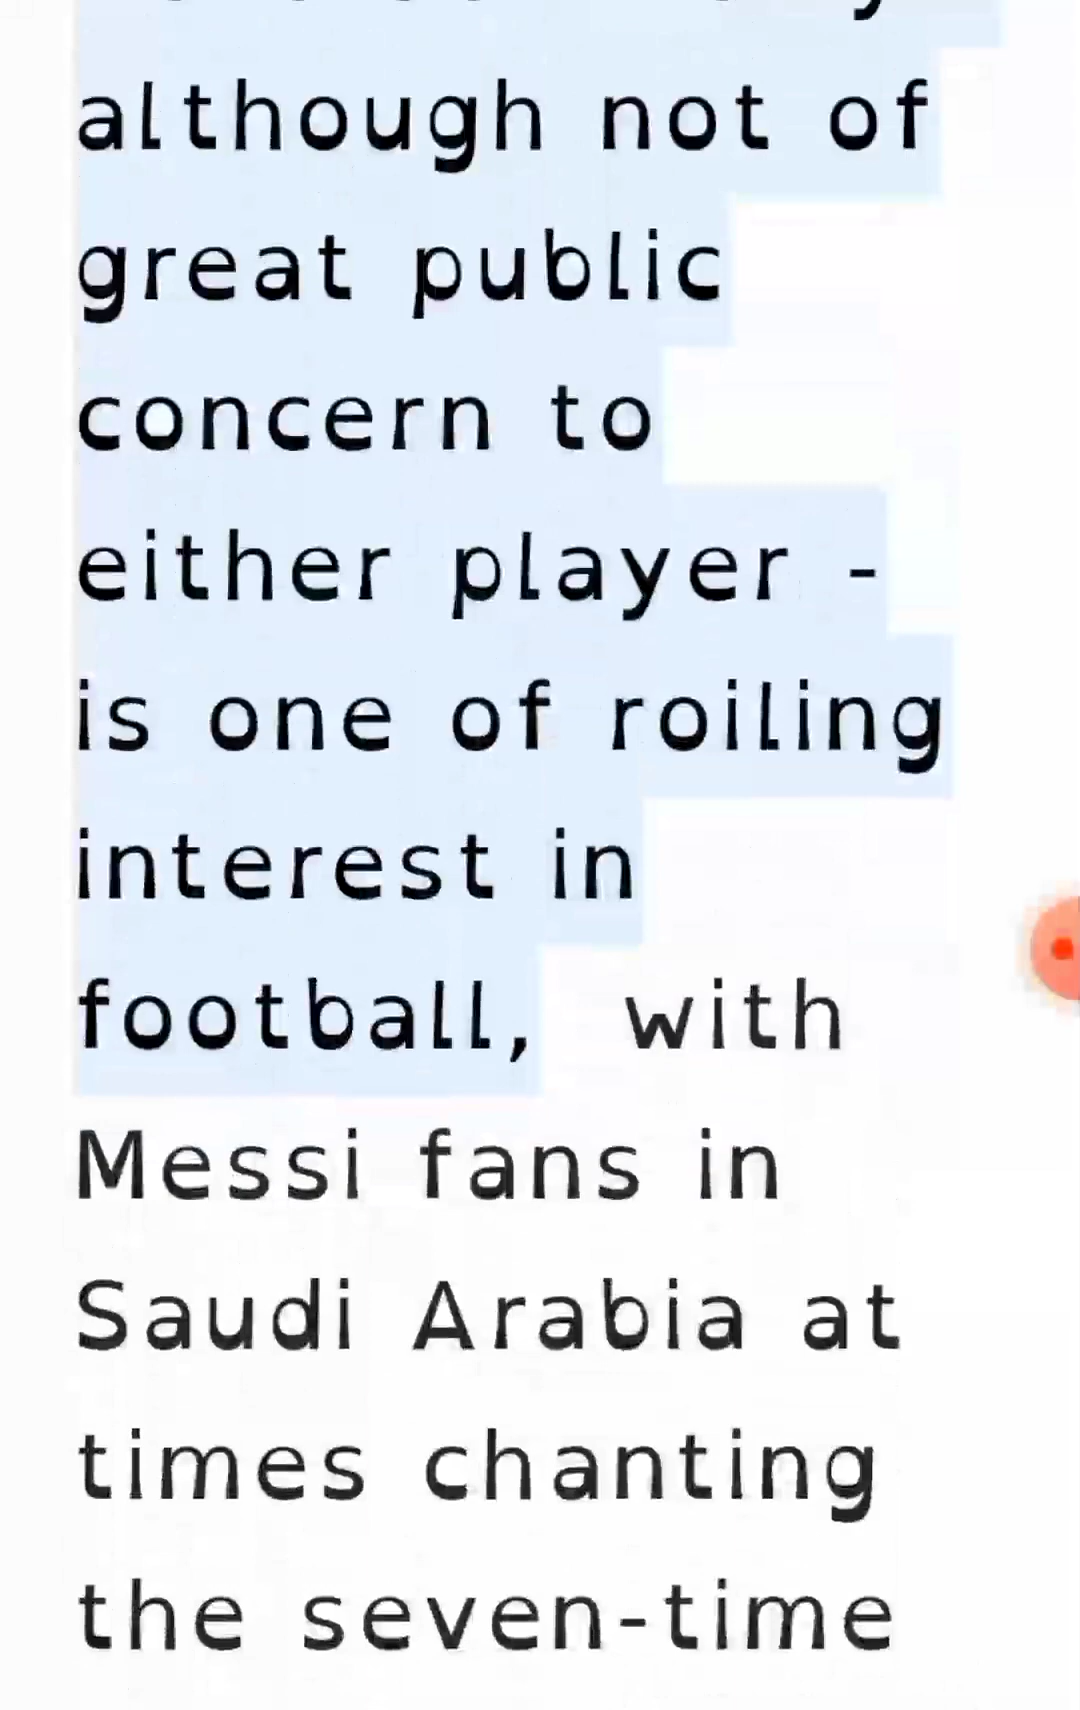 although not of
great public
concern to
either player -
is one of roiling
interest in
football, with
Messi fans in
Saudi Arabia at
times chanting
the seven-time